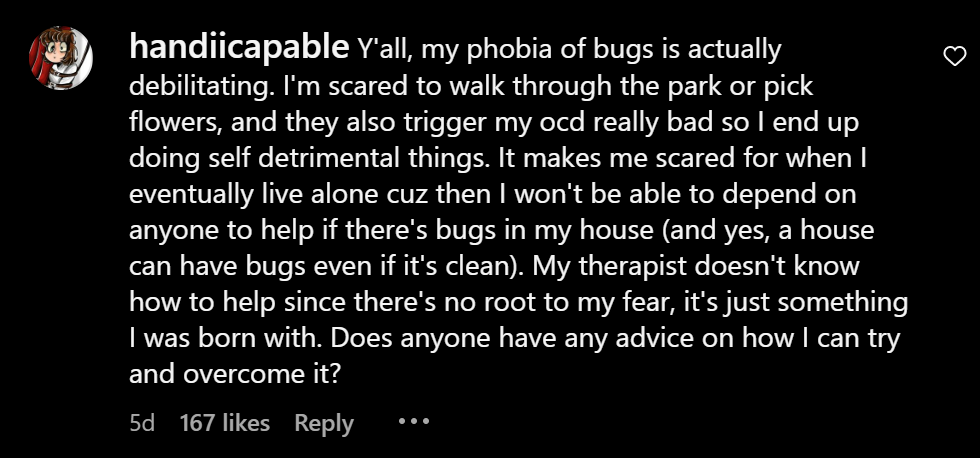 handiicapable Y'all, my phobia of bugs is actually
debilitating. I'm scared to walk through the park or pick
flowers, and they also trigger my ocd really bad so I end up
doing self detrimental things. It makes me scared for when I
eventually live alone cuz then I won't be able to depend on
anyone to help if there's bugs in my house (and yes, a house
can have bugs even if it's clean). My therapist doesn't know
how to help since there's no root to my fear, it's just something
I was born with. Does anyone have any advice on how I can try
and overcome it?
5d 167 likes Reply •••